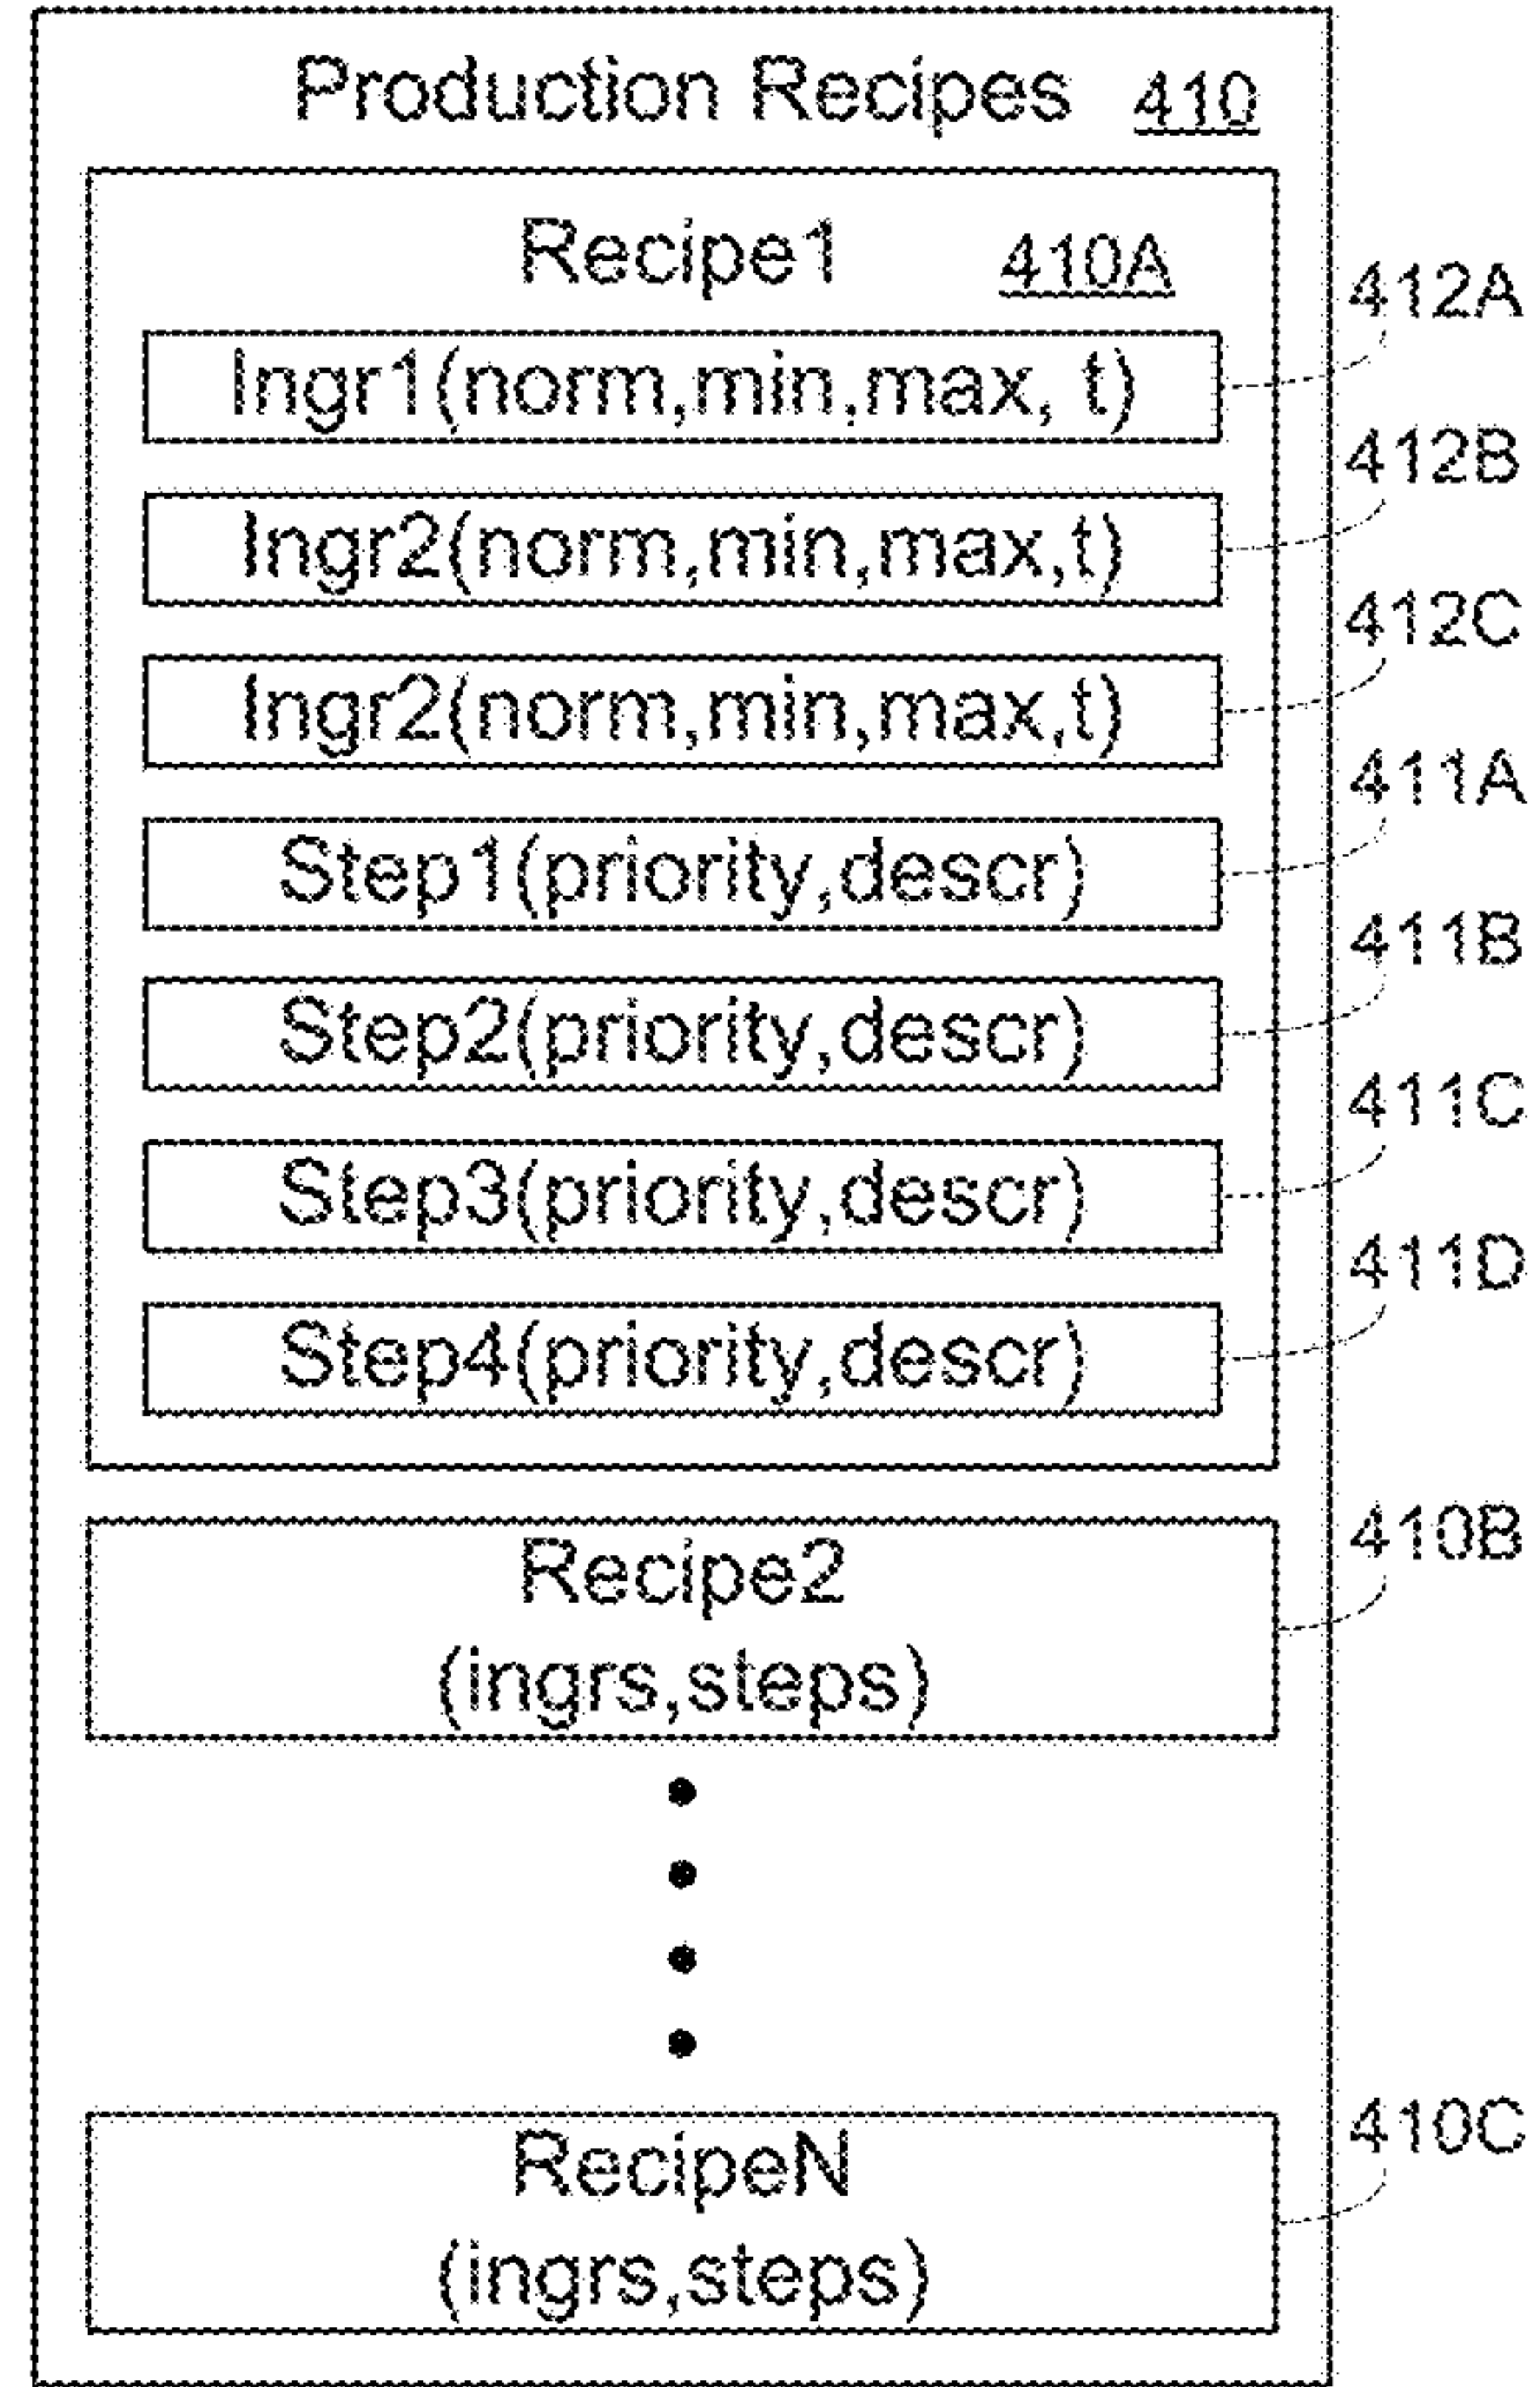 Production Recipes 410
Recipe1 410A
412A
Ingr1(norm,min,max, t)
412B
Ingr2(norm,min,max,t)
412C
Ingr2(norm,min,max,t)
411A
Step1(priority,descr)
411B
Step2(priority,descr)
411C
Step3(priority,descr)
411D
Step4(priority,descr)
410B
Recipe2
(ingrs,steps)
410C
RecipeN
(ingrs,steps)